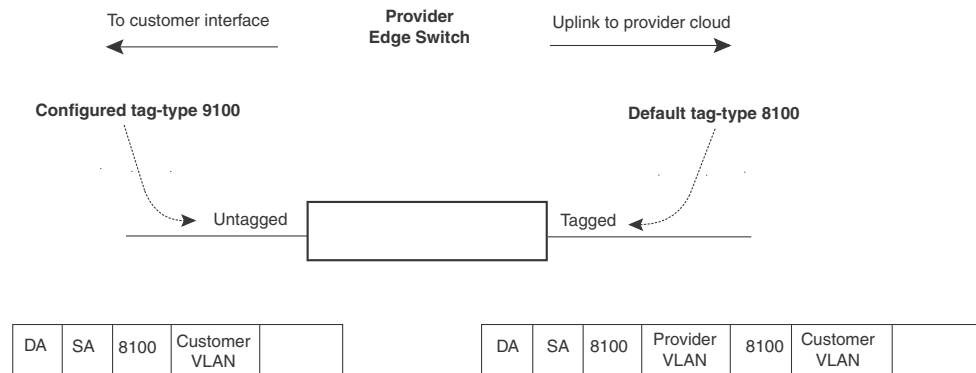 To customer interface
Provider
Edge Switch
Uplink to provider cloud
Configured tag-type 9100
Default tag-type 8100
Untagged
Tagged
DA SA 8100 Customer VLAN
DA SA 8100 Provider VLAN 8100 Customer VLAN